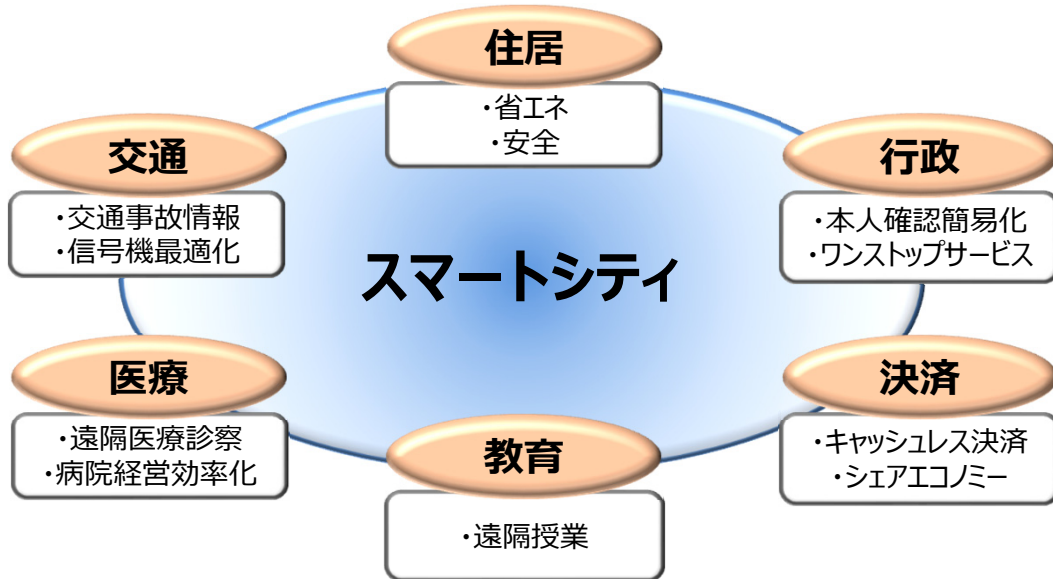 住居
・省エネ
・安全
交通
・交通事故情報
・信号機最適化
行政
・本人確認簡易化
・ワンストップサービス
スマートシティ
医療
・遠隔医療診察
・病院経営効率化
教育
・遠隔授業
決済
・キャッシュレス決済
・シェアエコノミー